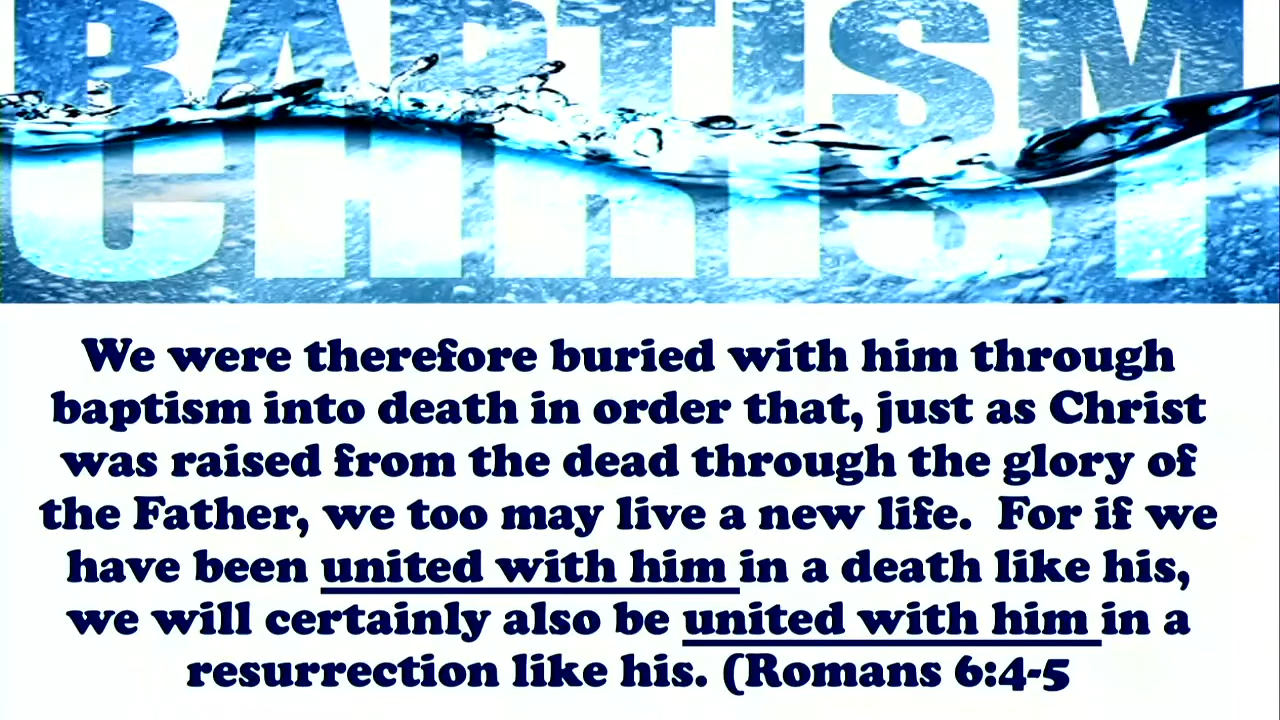 BAPTISM
CHRIST
We were therefore buried with him through
baptism into death in order that, just as Christ
was raised from the dead through the glory of
the Father, we too may live a new life.  For if we
have been united with him in a death like his,
we will certainly also be united with him in a
resurrection like his. (Romans 6:4-5